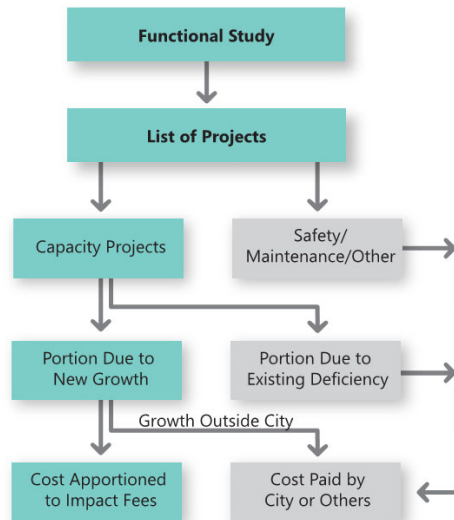 Functional Study
List of Projects
Capacity Projects
Safety/
Maintenance/Other
Portion Due to
New Growth
Portion Due to
Existing Deficiency
Growth Outside City
Cost Apportioned
to Impact Fees
Cost Paid by
City or Others